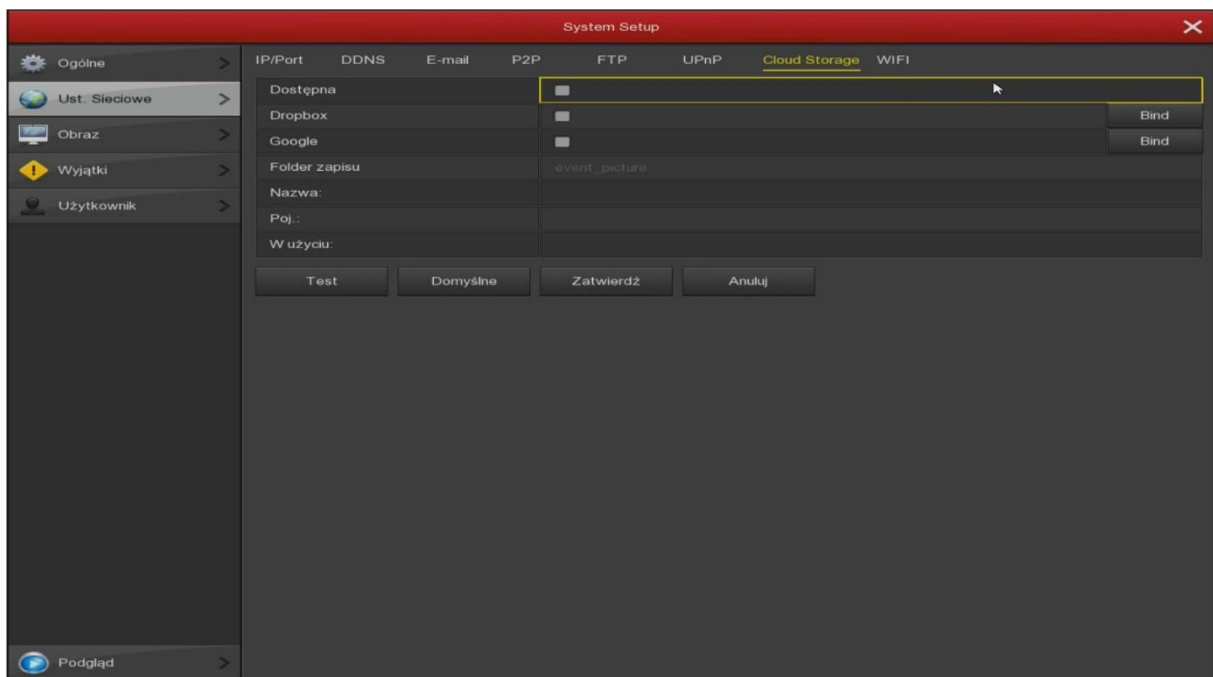 System Setup
Ogólne
Ust. Sieciowe
Obraz
Wyjątki
Użytkownik
Podgląd
IP/Port DDNS E-mail P2P FTP UPnP Cloud Storage WIFI
Dostępna
Dropbox Bind
Google Bind
Folder zapisu event_picture
Nazwa:
Poj.:
W użyciu:
Test Domyślne Zatwierdż Anuluj